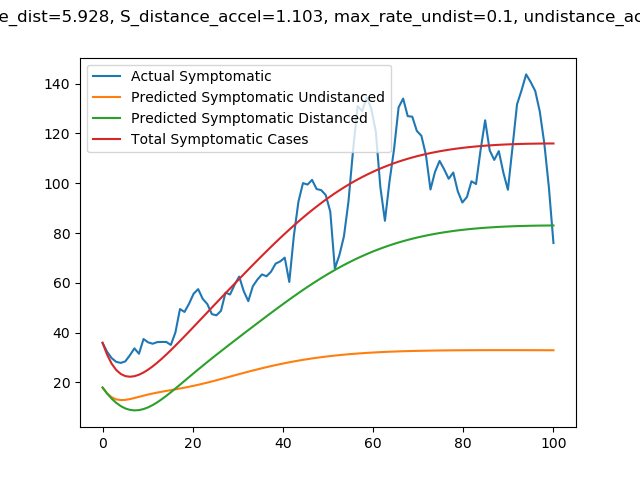 e_dist=5.928, S_distance_accel=1.103, max_rate_undist=0.1, undistance_ac
Actual Symptomatic
Predicted Symptomatic Undistanced
Predicted Symptomatic Distanced
Total Symptomatic Cases
140
120
100
80
60
40
20
0 20 40 60 80 100